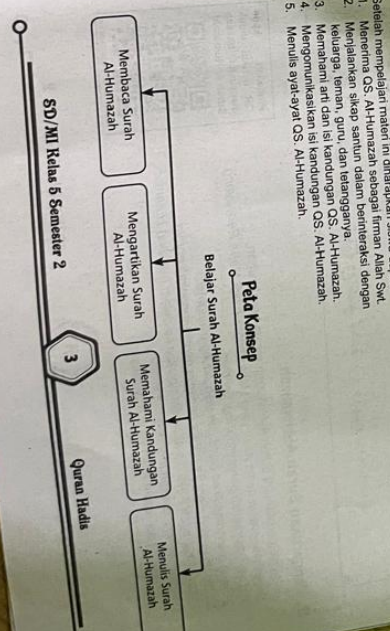 Setelah mempelajari materi ini diharapkan
1. Menerima QS. Al-Humazah sebagai firman Allah Swt.
2. Menjalankan sikap santun dalam berinteraksi dengan
keluarga, teman, guru, dan tetangganya.
3. Memahami arti dan isi kandungan QS. Al-Humazah.
4. Mengomunikasikan isi kandungan QS. Al-Humazah.
5. Menulis ayat-ayat QS. Al-Humazah.
Peta Konsep
Belajar Surah Al-Humazah
Membaca Surah
Al-Humazah
Mengartikan Surah
Al-Humazah
Memahami Kandungan
Surah Al-Humazah
Menulis Surah
Al-Humazah
SD/MI Kelas 5 Semester 2
3
Quran Hadis